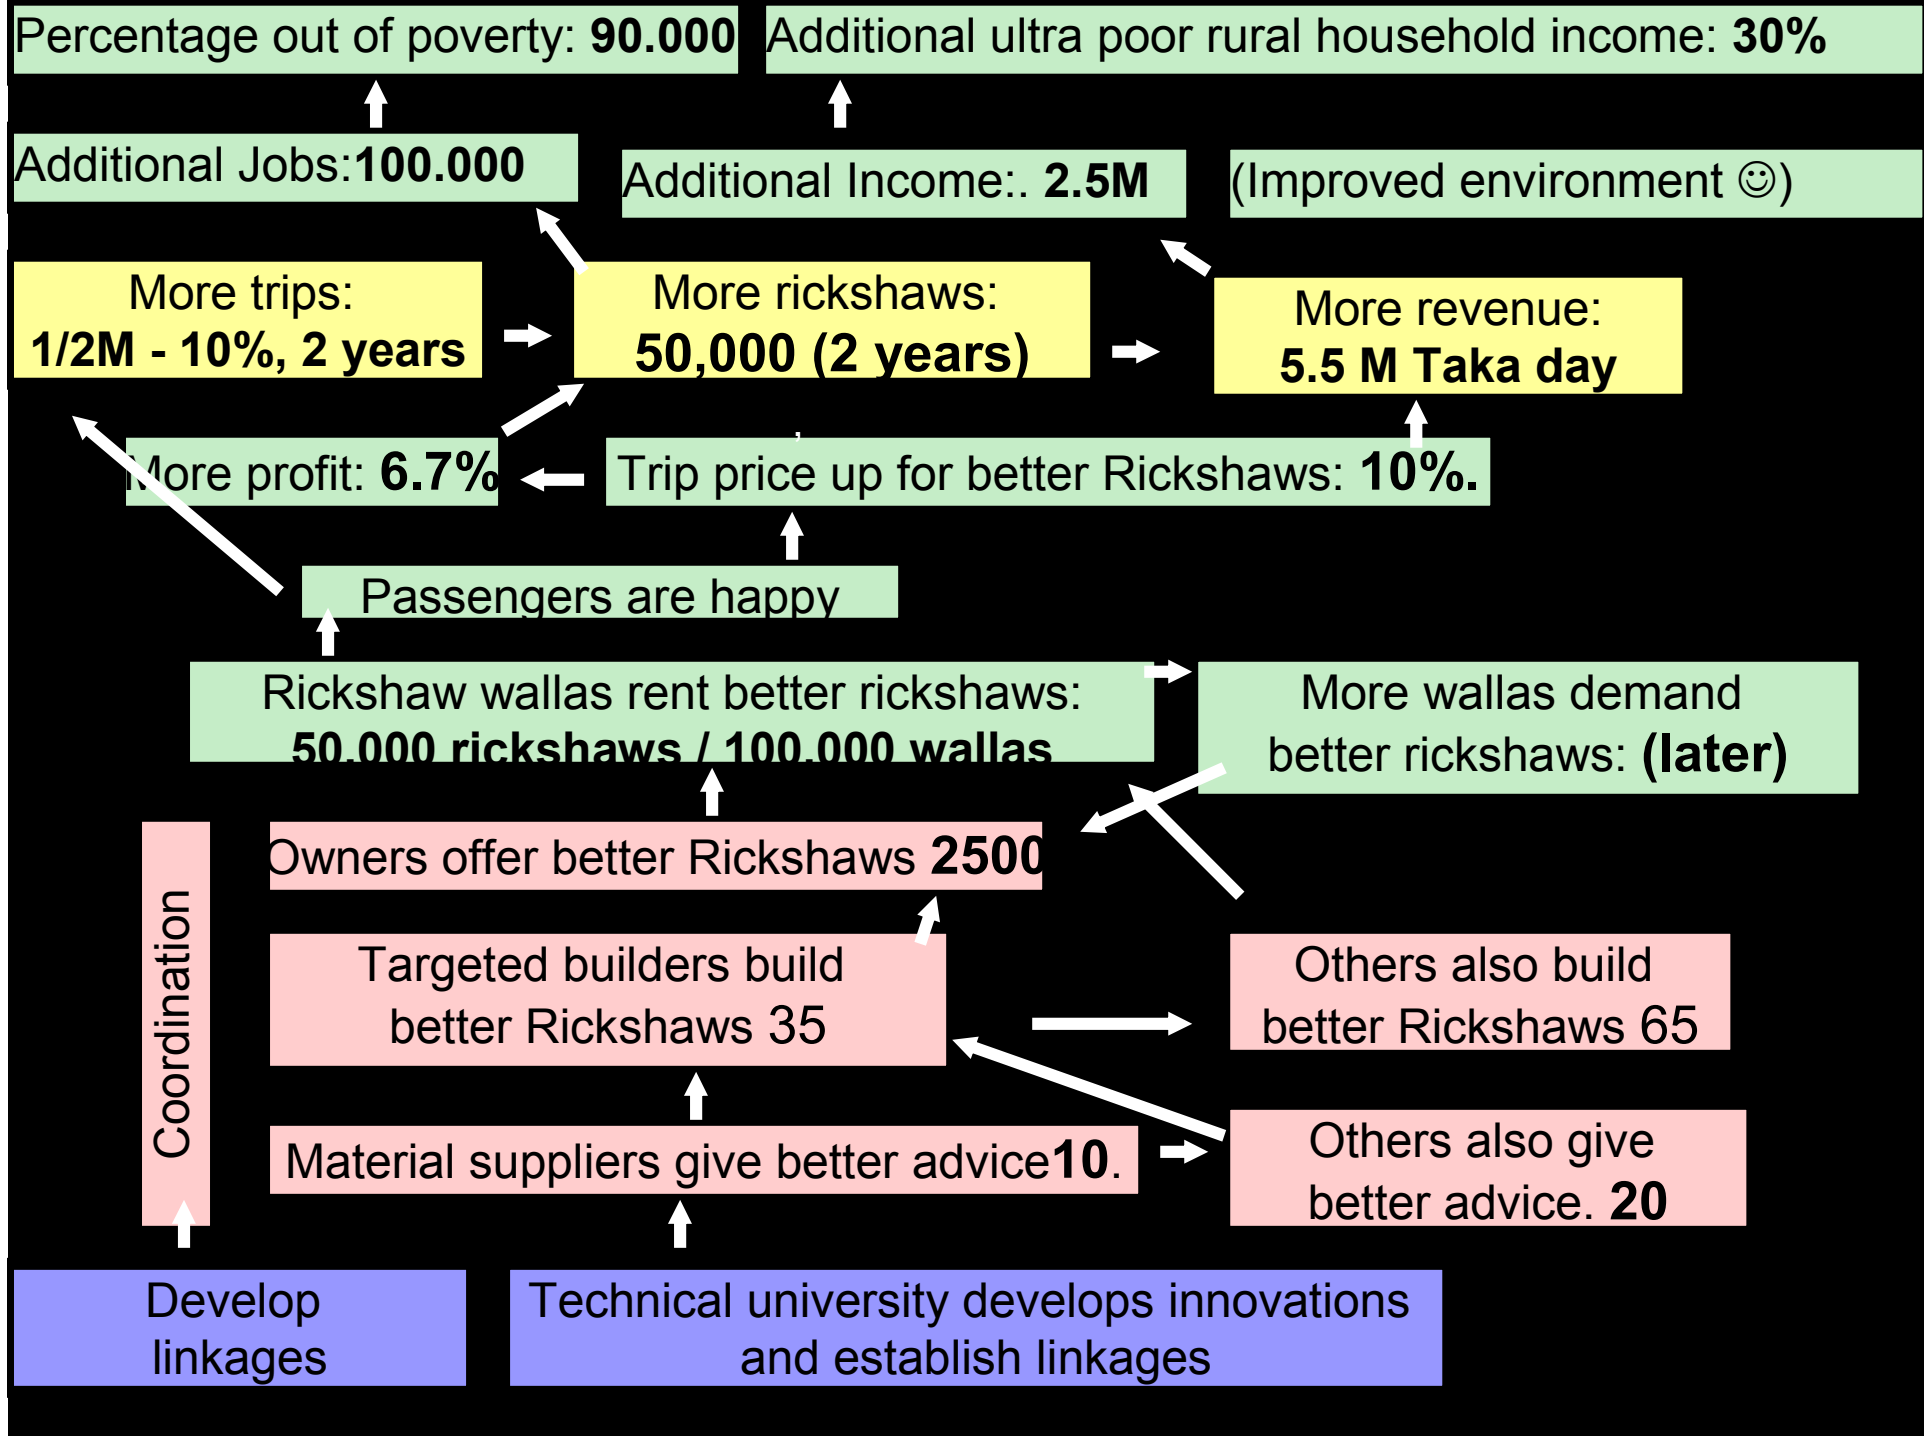 Percentage out of poverty: 90.000
Additional ultra poor rural household income: 30%
Additional Jobs:100.000
Additional Income:. 2.5M
(Improved environment ☺)
More trips:
1/2M - 10%, 2 years
More rickshaws:
50,000 (2 years)
More revenue:
5.5 M Taka day
,
More profit: 6.7%
Trip price up for better Rickshaws: 10%.
Passengers are happy
Rickshaw wallas rent better rickshaws:
50.000 rickshaws / 100.000 wallas
More wallas demand
better rickshaws: (later)
Coordination
Owners offer better Rickshaws 2500
Targeted builders build
better Rickshaws 35
Others also build
better Rickshaws 65
Material suppliers give better advice10.
Others also give
better advice. 20
Develop
linkages
Technical university develops innovations
and establish linkages